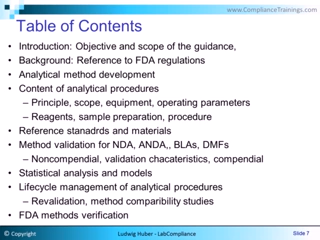 www.ComplianceTrainings.com
Table of Contents
• Introduction: Objective and scope of the guidance,
• Background: Reference to FDA regulations
• Analytical method development
• Content of analytical procedures
– Principle, scope, equipment, operating parameters
– Reagents, sample preparation, procedure
• Reference stanadrds and materials
• Method validation for NDA, ANDA,, BLAs, DMFs
– Noncompendial, validation chacateristics, compendial
• Statistical analysis and models
• Lifecycle management of analytical procedures
– Revalidation, method comparibility studies
• FDA methods verification
© Copyright
Ludwig Huber - LabCompliance
Slide 7